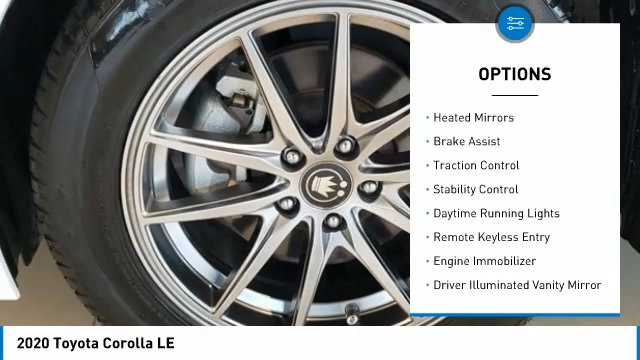 OPTIONS
Heated Mirrors
Brake Assist
Traction Control
Stability Control
Daytime Running Lights
Remote Keyless Entry
Engine Immobilizer
Driver Illuminated Vanity Mirror
2020 Toyota Corolla LE